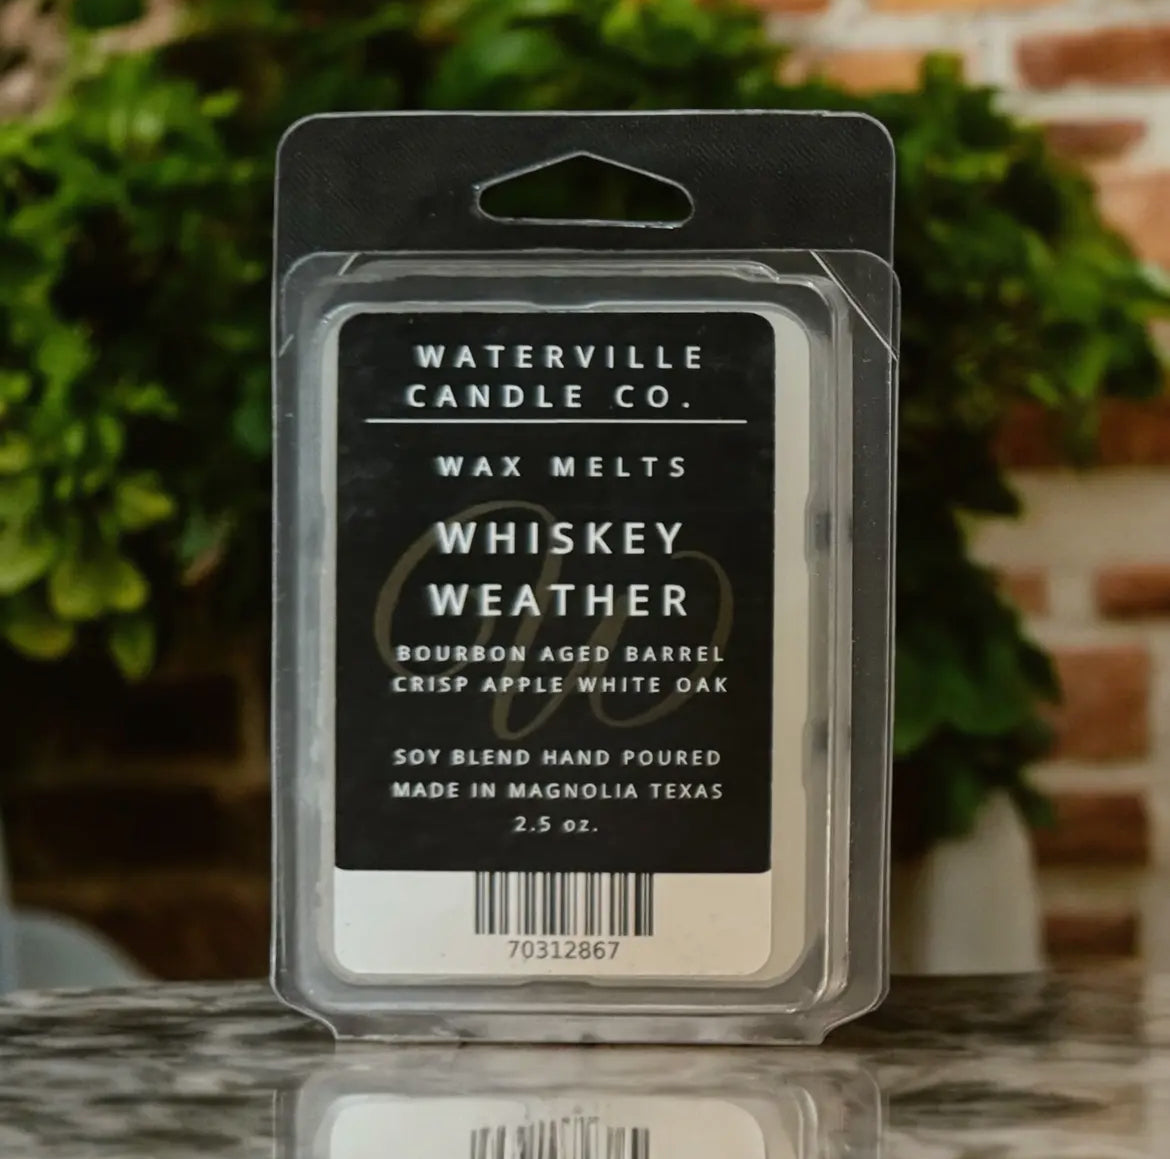 WATERVILLE
CANDLE CO.
WAX MELTS
WHISKEY
WEATHER
BOURBON AGED BARREL
CRISP APPLE WHITE OAK
SOY BLEND HAND POURED
MADE IN MAGNOLIA TEXAS
2.5 oz.
70312867